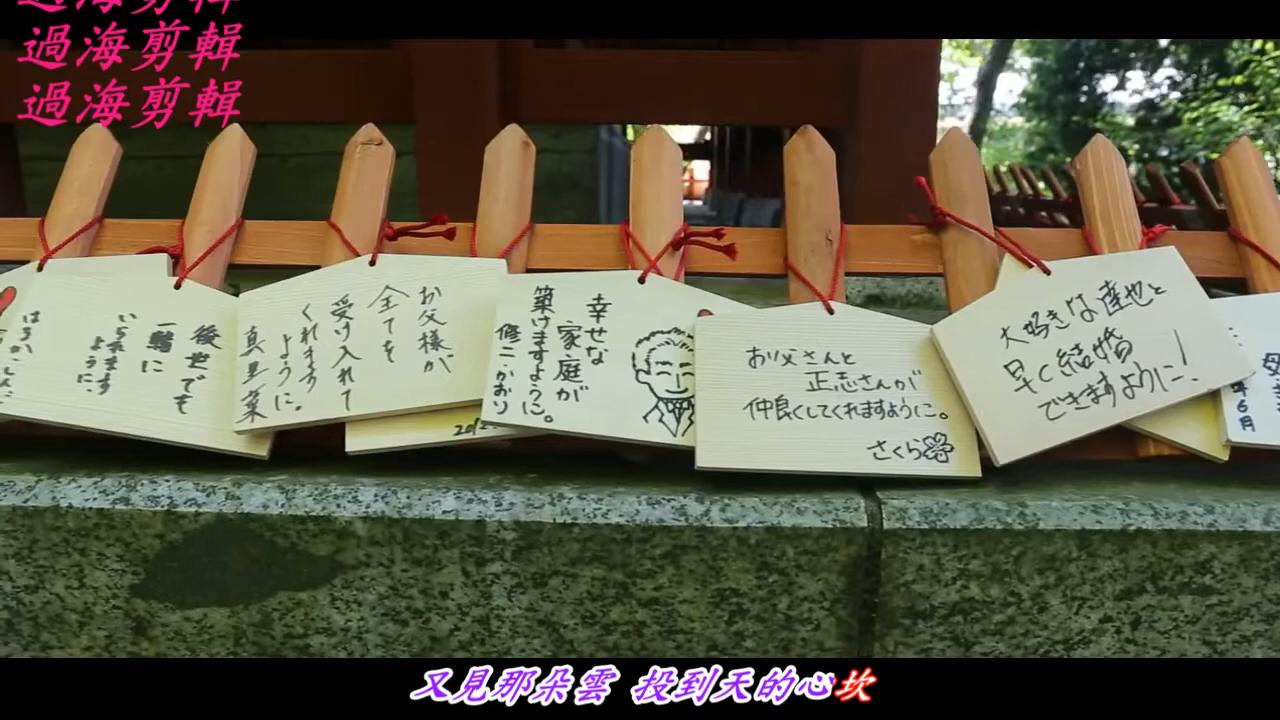 過海剪輯
過海剪輯
過海剪輯
後世でも
一緒に
いられます
ように、
お父様が
全てを
受け入れて
くれます
ように。
真里菜
幸せな
家庭が
築けますように。
修二・かおり
お父さんと
正志さんが
仲良くしてくれますように。
さくら
大好きな達也と
早く結婚
できますように!
6月
又見那朵雲 投到天的心坎